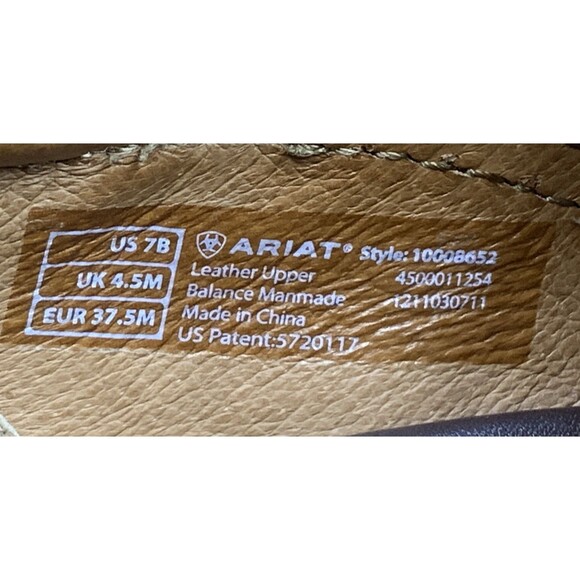 US 7B
UK 4.5M
EUR 37.5M
ARIAT® Style: 10008652
Leather Upper 4500011254
Balance Manmade 1211030711
Made in China
US Patent:5720117